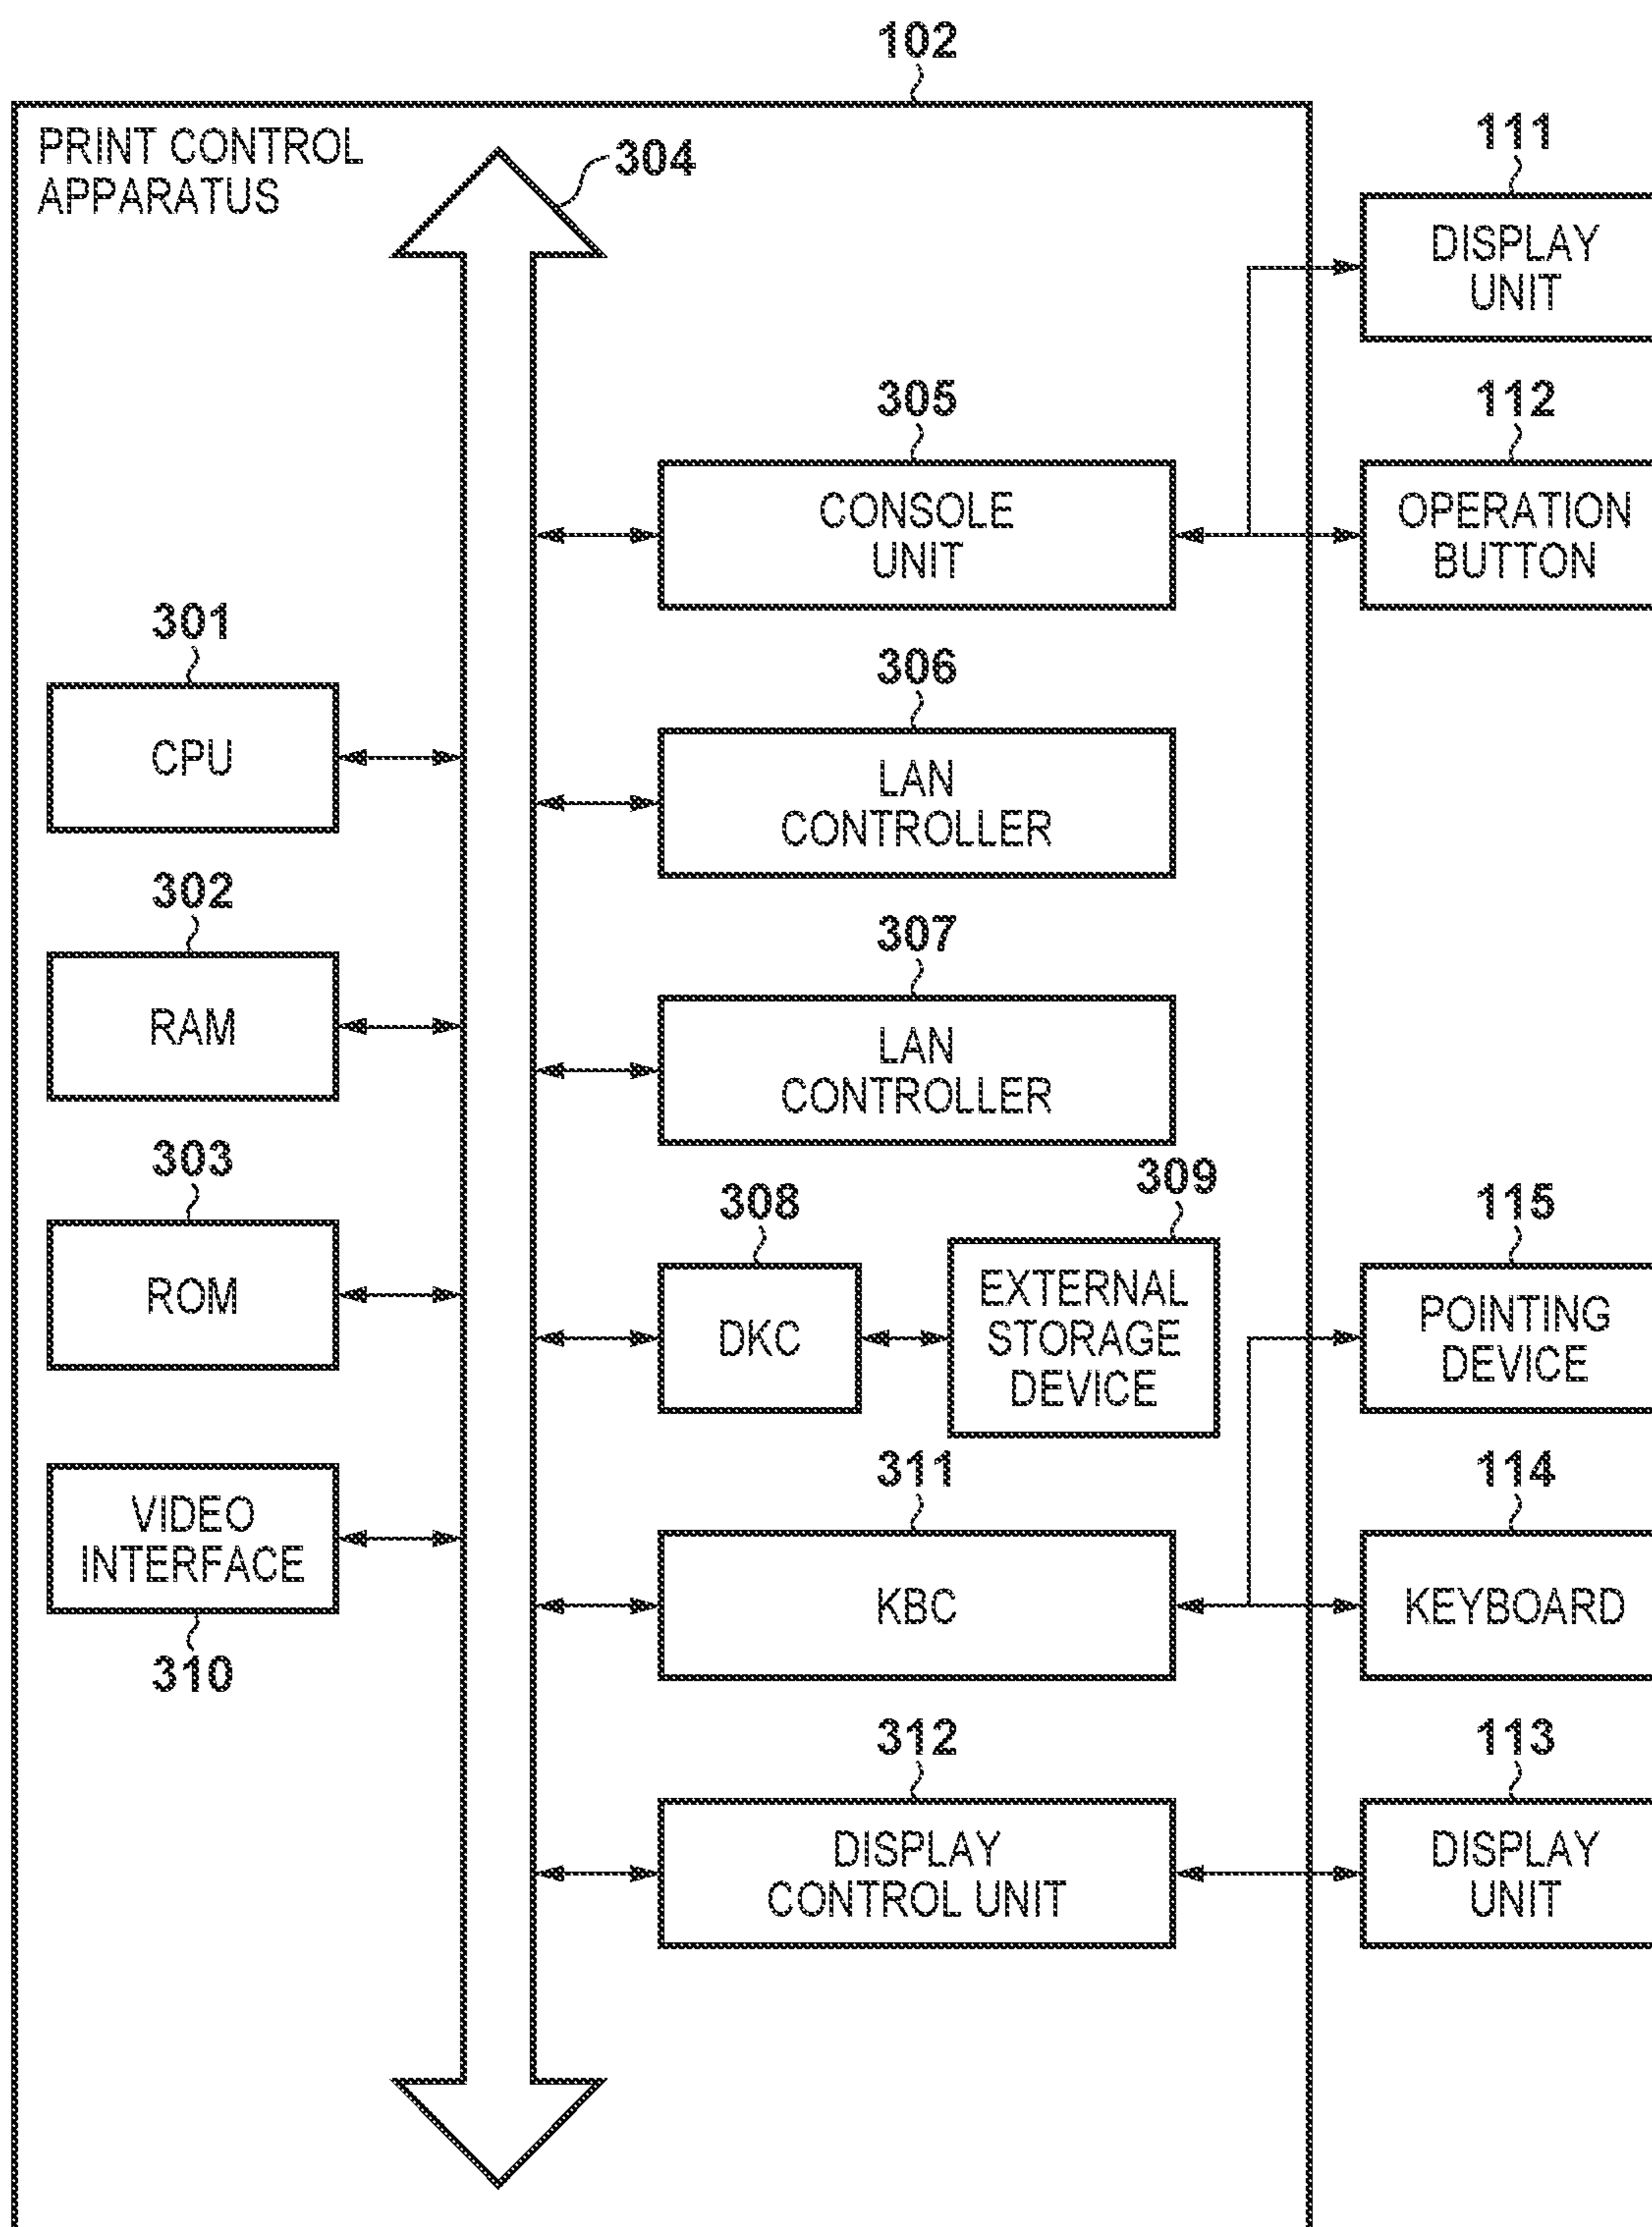 102
PRINT CONTROL
APPARATUS
304
111
DISPLAY
UNIT
305
CONSOLE
UNIT
112
OPERATION
BUTTON
301
CPU
306
LAN
CONTROLLER
302
RAM
307
LAN
CONTROLLER
303
ROM
308
DKC
309
EXTERNAL
STORAGE
DEVICE
115
POINTING
DEVICE
VIDEO
INTERFACE
310
311
KBC
114
KEYBOARD
312
DISPLAY
CONTROL UNIT
113
DISPLAY
UNIT